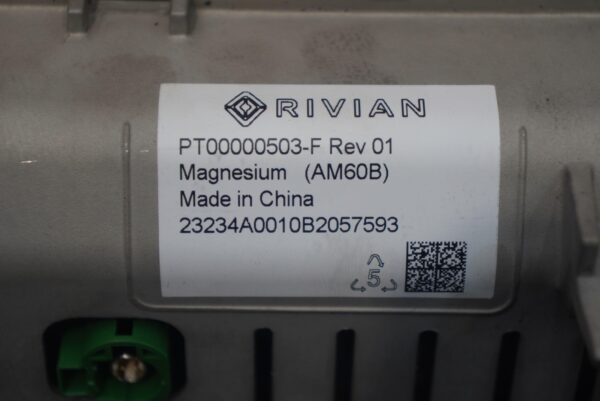 RIVIAN
PT00000503-F Rev 01
Magnesium (AM60B)
Made in China
23234A0010B2057593
5